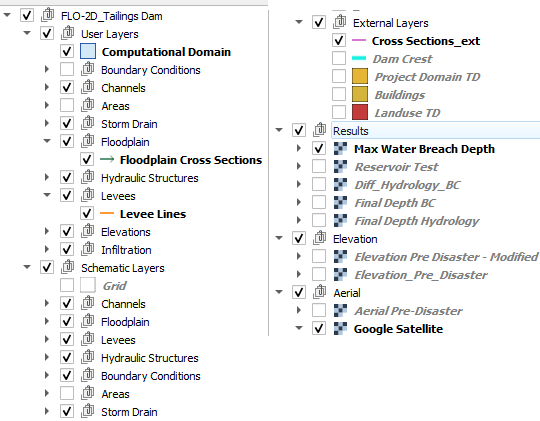 FLO-2D_Tailings Dam
User Layers
Computational Domain
Boundary Conditions
Channels
Areas
Storm Drain
Floodplain
Floodplain Cross Sections
Hydraulic Structures
Levees
Levee Lines
Elevations
Infiltration
Schematic Layers
Grid
Channels
Floodplain
Levees
Hydraulic Structures
Boundary Conditions
Areas
Storm Drain
External Layers
Cross Sections_ext
Dam Crest
Project Domain TD
Buildings
Landuse TD
Results
Max Water Breach Depth
Reservoir Test
Diff_Hydrology_BC
Final Depth BC
Final Depth Hydrology
Elevation
Elevation Pre Disaster - Modified
Elevation_Pre_Disaster
Aerial
Aerial Pre-Disaster
Google Satellite